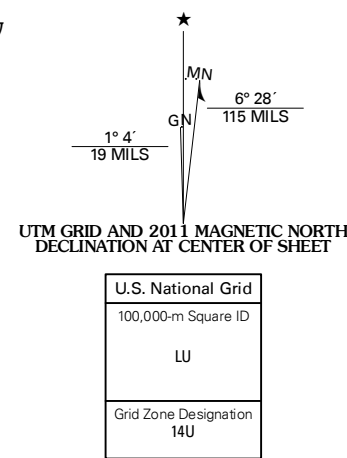 ★
MN
GN
6° 28´
115 MILS
1° 4´
19 MILS
UTM GRID AND 2011 MAGNETIC NORTH
DECLINATION AT CENTER OF SHEET
U.S. National Grid
100,000-m Square ID
LU
Grid Zone Designation
14U